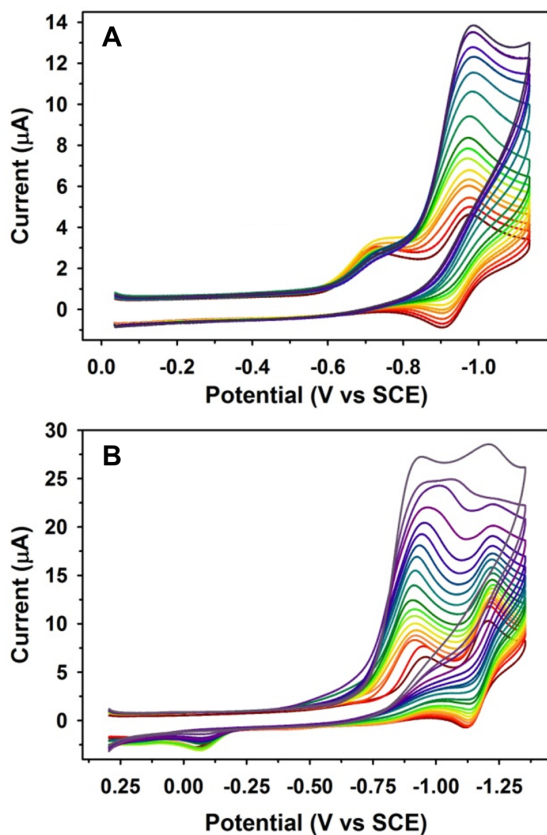 A
14
12
10
8
6
4
2
0
Current (μA)
0.0 -0.2 -0.4 -0.6 -0.8 -1.0
Potential (V vs SCE)
B
30
25
20
15
10
5
0
Current (μA)
0.25 0.00 -0.25 -0.50 -0.75 -1.00 -1.25
Potential (V vs SCE)